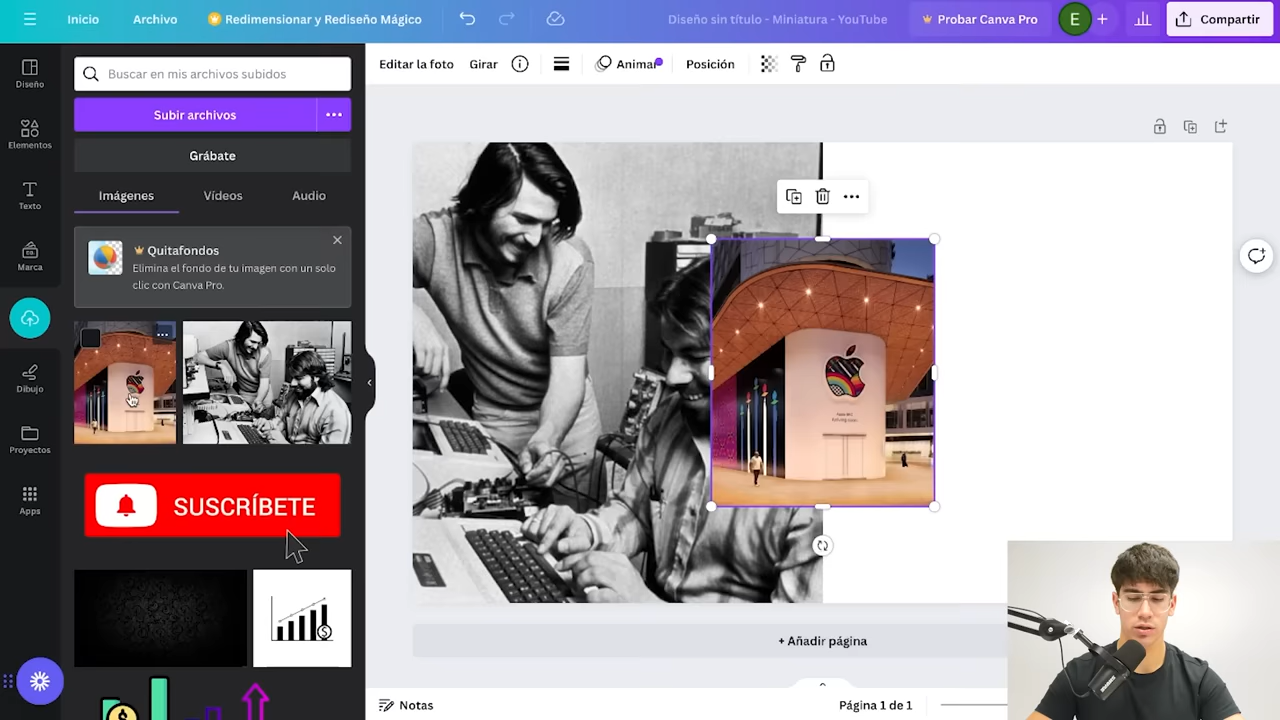 Inicio
Archivo
Redimensionar y Rediseño Mágico
Diseño sin título - Miniatura - YouTube
Probar Canva Pro
E
+
Compartir
Diseño
Elementos
Texto
Marca
Dibujo
Proyectos
Apps
Buscar en mis archivos subidos
Subir archivos
Grábate
Imágenes
Vídeos
Audio
Quitafondos
Elimina el fondo de tu imagen con un solo
clic con Canva Pro.
SUSCRÍBETE
Editar la foto
Girar
Animar
Posición
+ Añadir página
Notas
Página 1 de 1